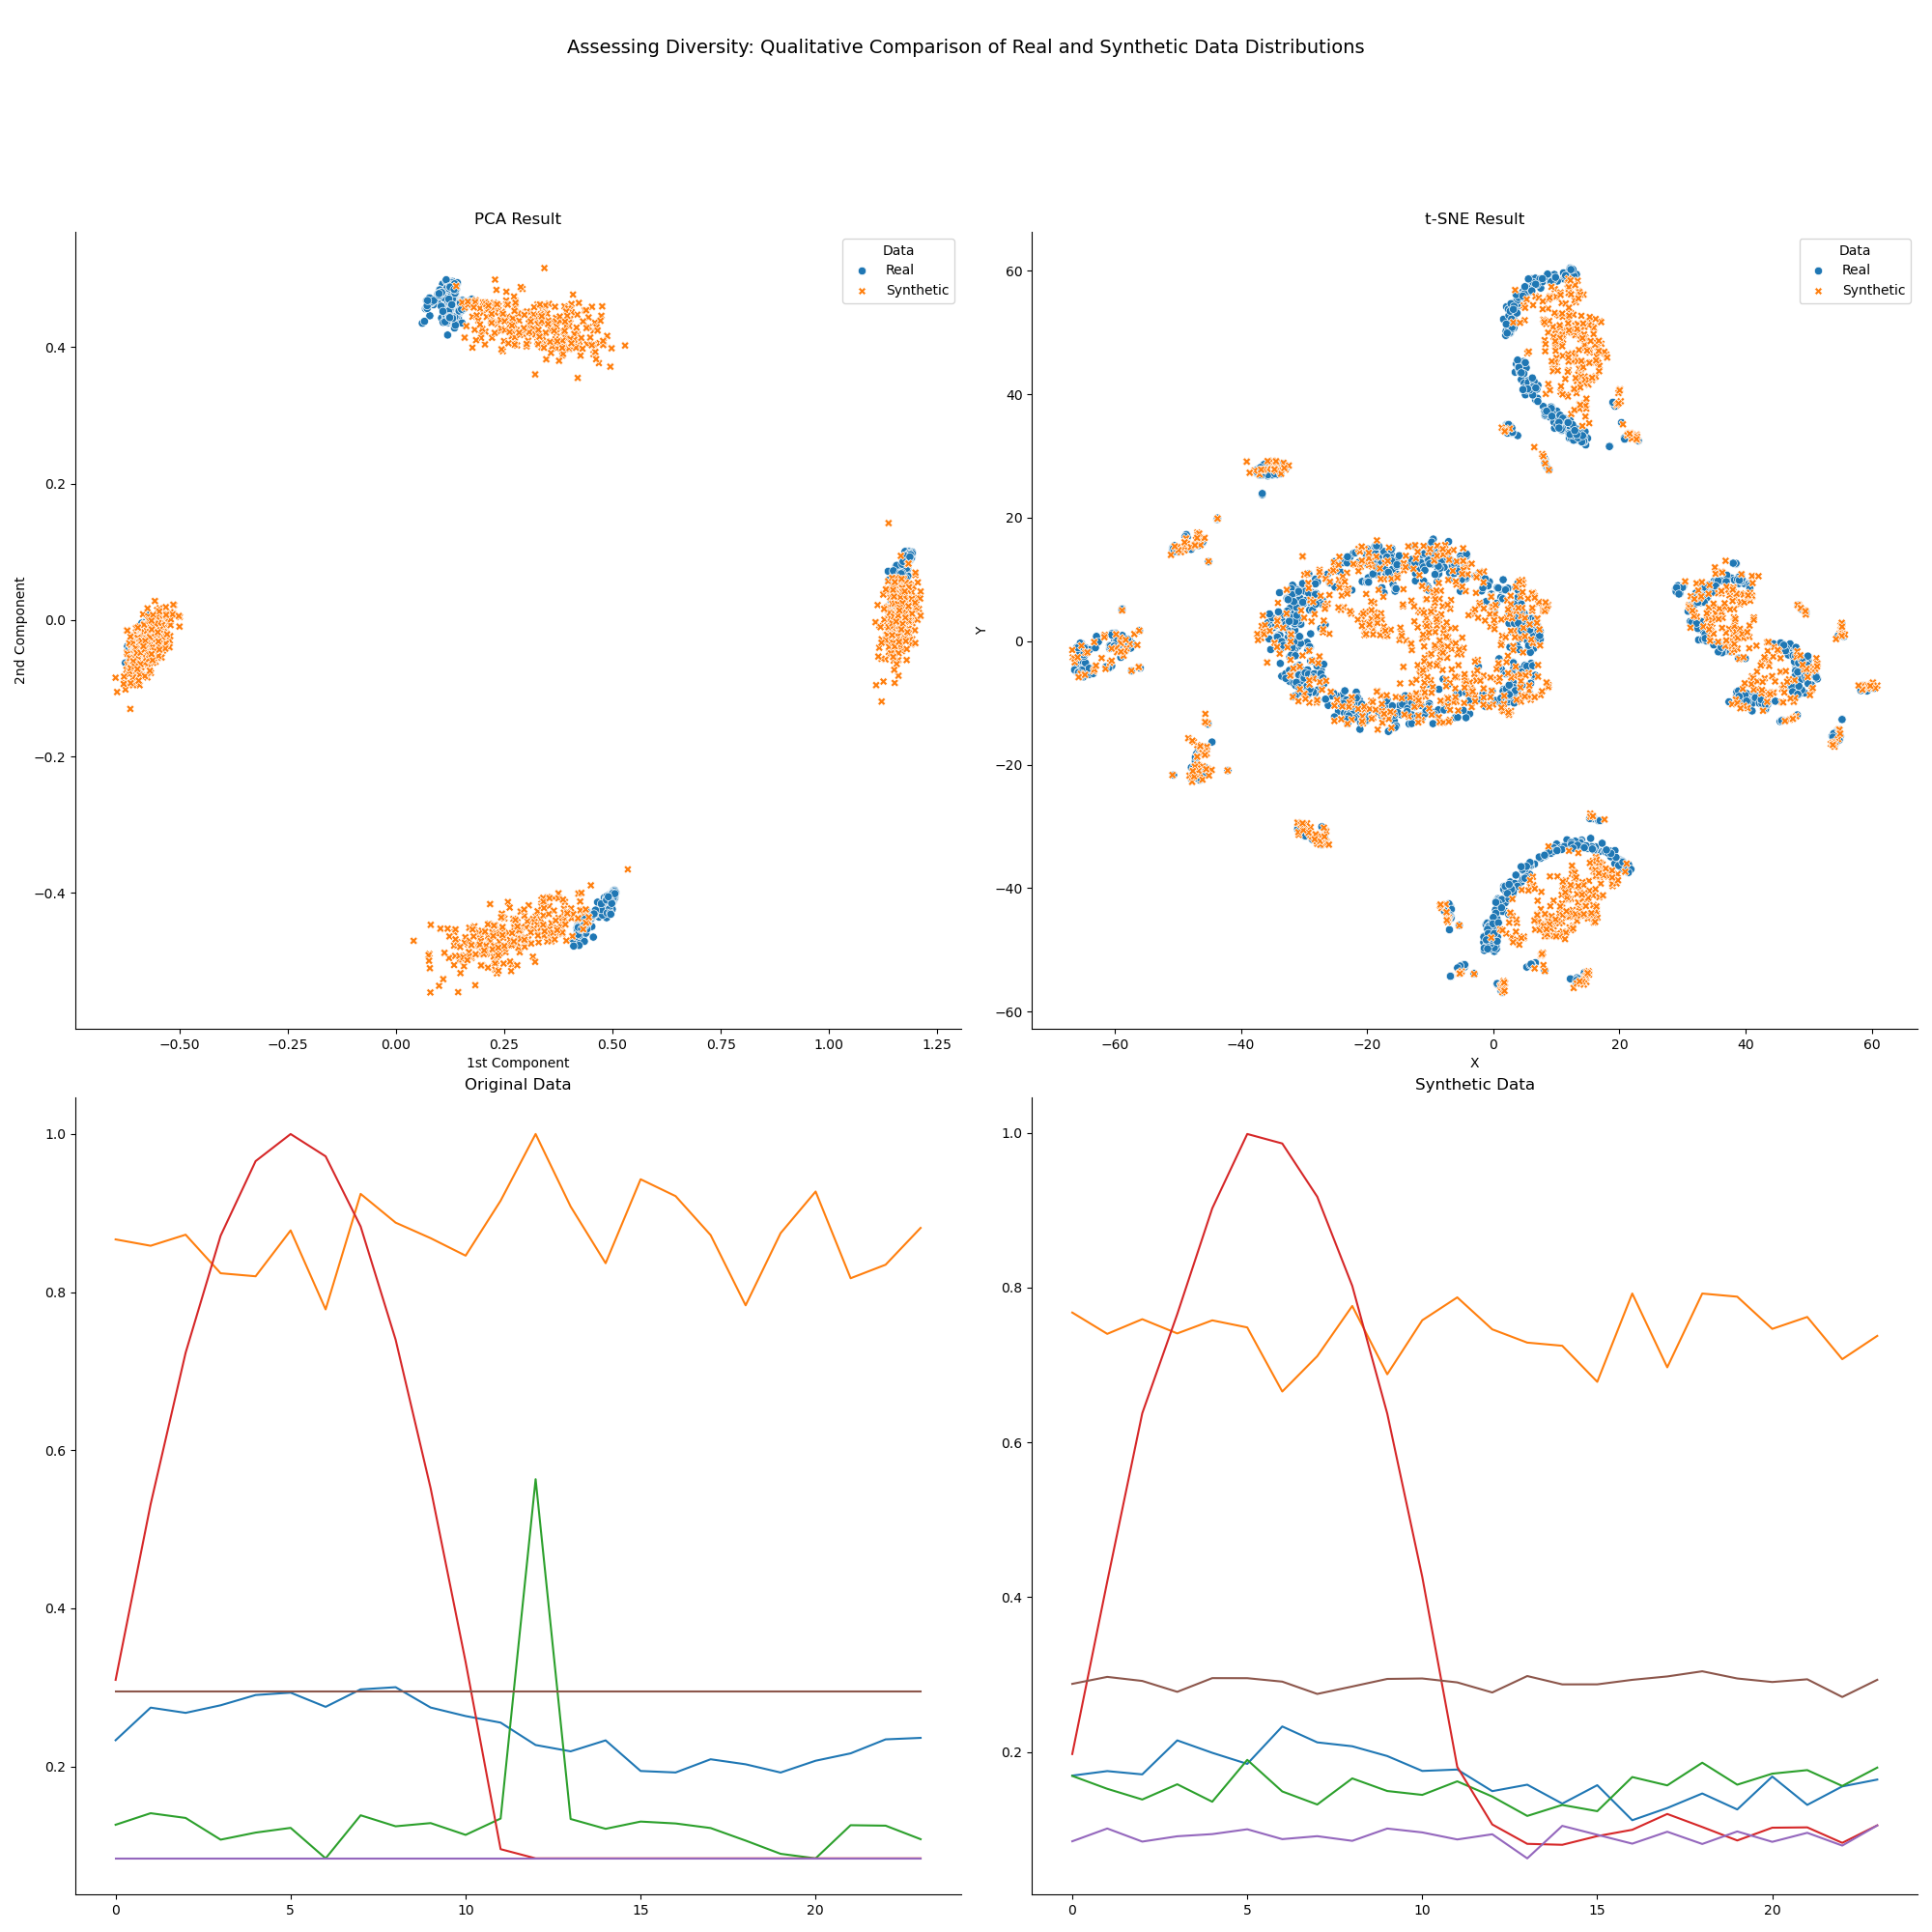 Assessing Diversity: Qualitative Comparison of Real and Synthetic Data Distributions
PCA Result
Data
Real
Synthetic
0.4
0.2
0.0
−0.2
−0.4
2nd Component
−0.50 −0.25 0.00 0.25 0.50 0.75 1.00 1.25
1st Component
t-SNE Result
Data
Real
Synthetic
60
40
20
0
−20
−40
−60
Y
−60 −40 −20 0 20 40 60
X
Original Data
1.0
0.8
0.6
0.4
0.2
0 5 10 15 20
Synthetic Data
1.0
0.8
0.6
0.4
0.2
0 5 10 15 20